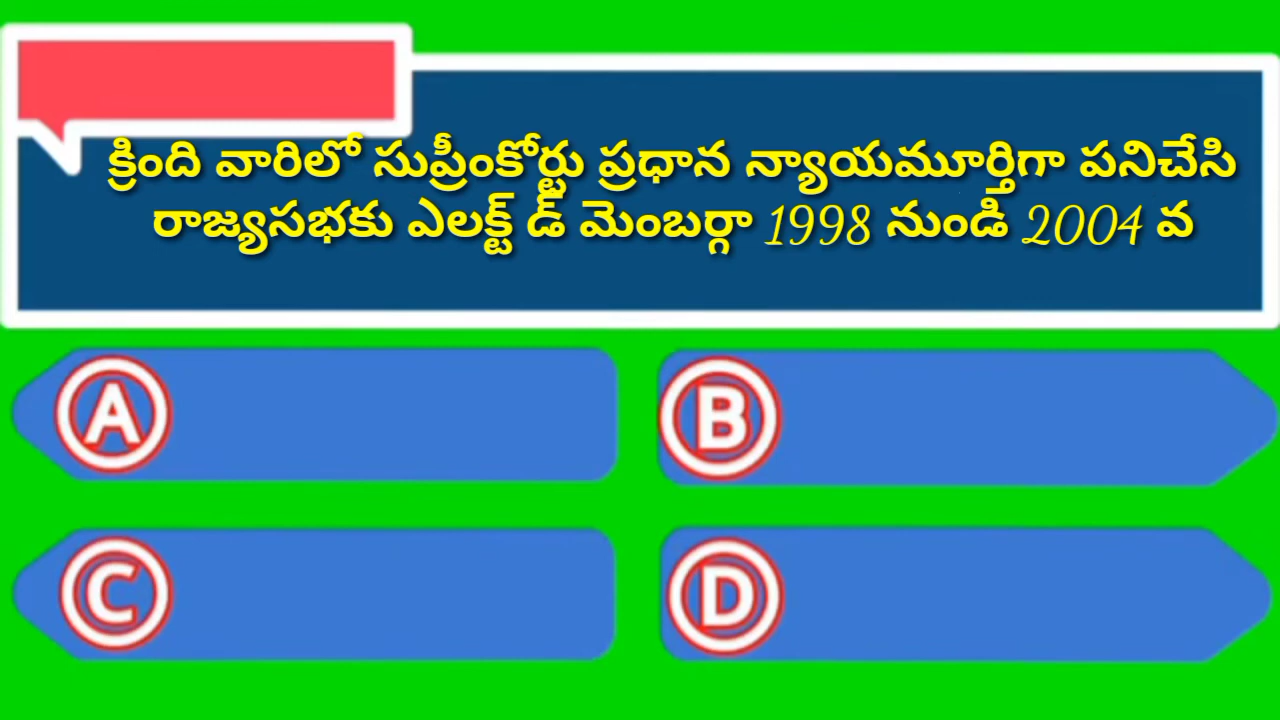 క్రింది వారిలో సుప్రీంకోర్టు ప్రధాన న్యాయమూర్తిగా పనిచేసి
రాజ్యసభకు ఎలక్ట్ డ్ మెంబర్గా 1998 నుండి 2004 వ
A
B
C
D